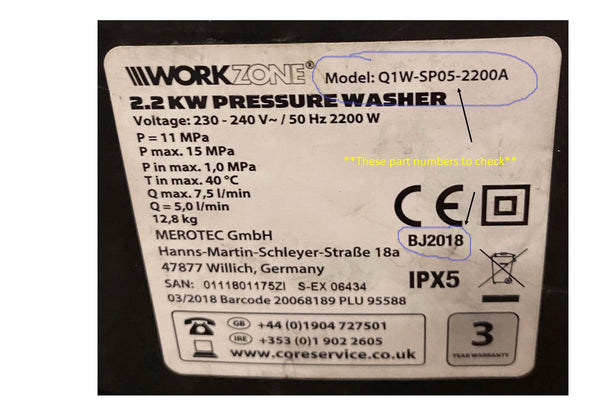 WORKZONE®
Model: Q1W-SP05-2200A
2.2 KW PRESSURE WASHER
Voltage: 230 - 240 V~ / 50 Hz 2200 W
P = 11 MPa
P max. 15 MPa
**These part numbers to check**
P in max. 1,0 MPa
T in max. 40 °C
Q max. 7,5 l/min
Q = 5,0 l/min
12,8 kg
CE
MEROTEC GmbH
BJ2018
Hanns-Martin-Schleyer-Straße 18a
47877 Willich, Germany
IPX5
SAN: 0111801175ZI S-EX 06434
03/2018 Barcode 20068189 PLU 95588
GB +44 (0)1904 727501
IRE +353 (0)1 902 2605
www.coreservice.co.uk
3
YEAR WARRANTY